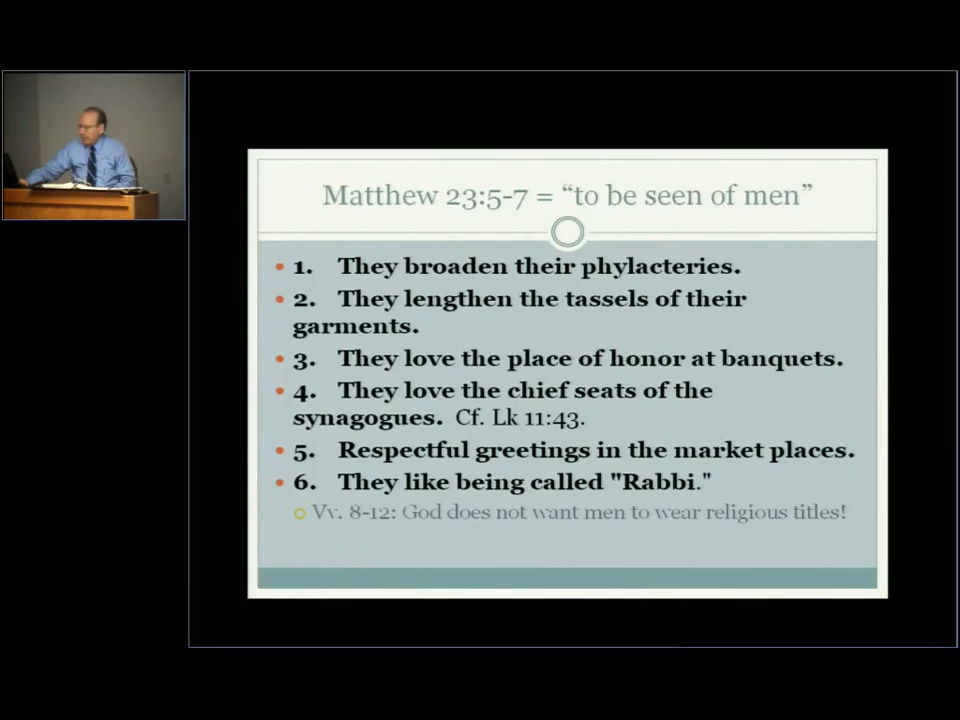 Matthew 23:5-7 = “to be seen of men”
1. They broaden their phylacteries.
2. They lengthen the tassels of their
garments.
3. They love the place of honor at banquets.
4. They love the chief seats of the
synagogues. Cf. Lk 11:43.
5. Respectful greetings in the market places.
6. They like being called "Rabbi."
Vv. 8-12: God does not want men to wear religious titles!